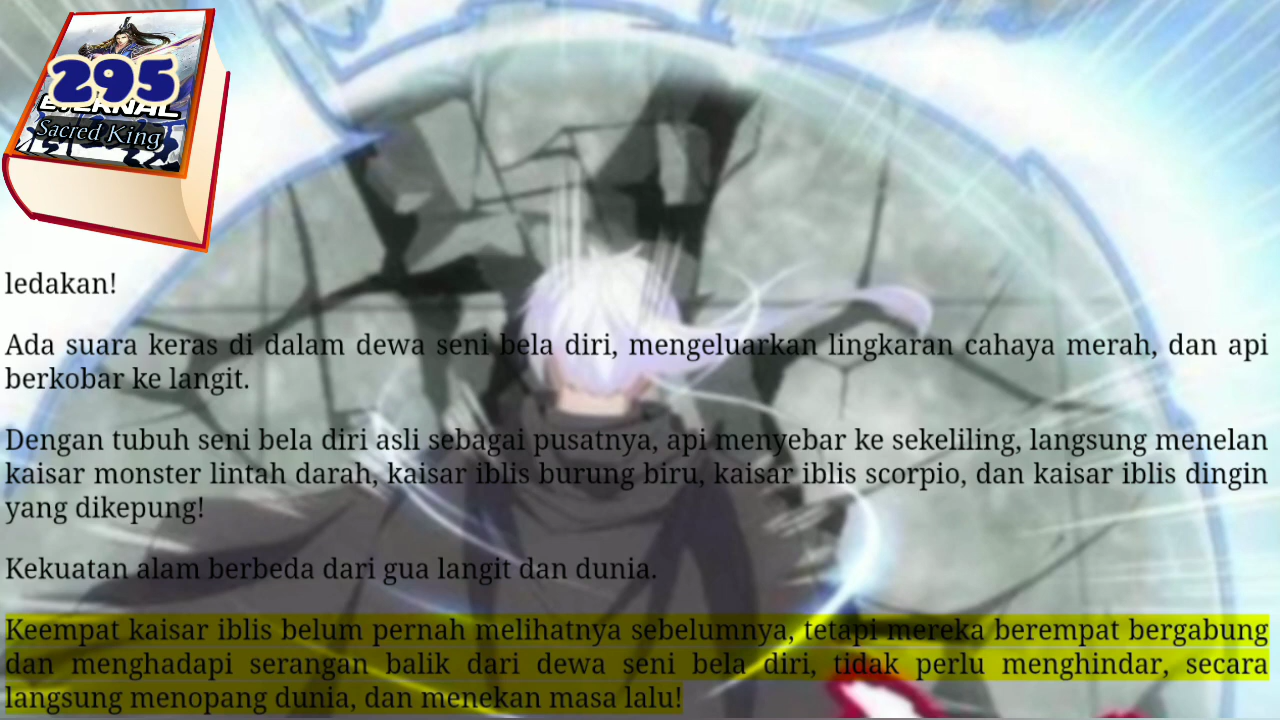 295
ETERNAL
Sacred King
ledakan!
Ada suara keras di dalam dewa seni bela diri, mengeluarkan lingkaran cahaya merah, dan api
berkobar ke langit.
Dengan tubuh seni bela diri asli sebagai pusatnya, api menyebar ke sekeliling, langsung menelan
kaisar monster lintah darah, kaisar iblis burung biru, kaisar iblis scorpio, dan kaisar iblis dingin
yang dikepung!
Kekuatan alam berbeda dari gua langit dan dunia.
Keempat kaisar iblis belum pernah melihatnya sebelumnya, tetapi mereka berempat bergabung
dan menghadapi serangan balik dari dewa seni bela diri, tidak perlu menghindar, secara
langsung menopang dunia, dan menekan masa lalu!